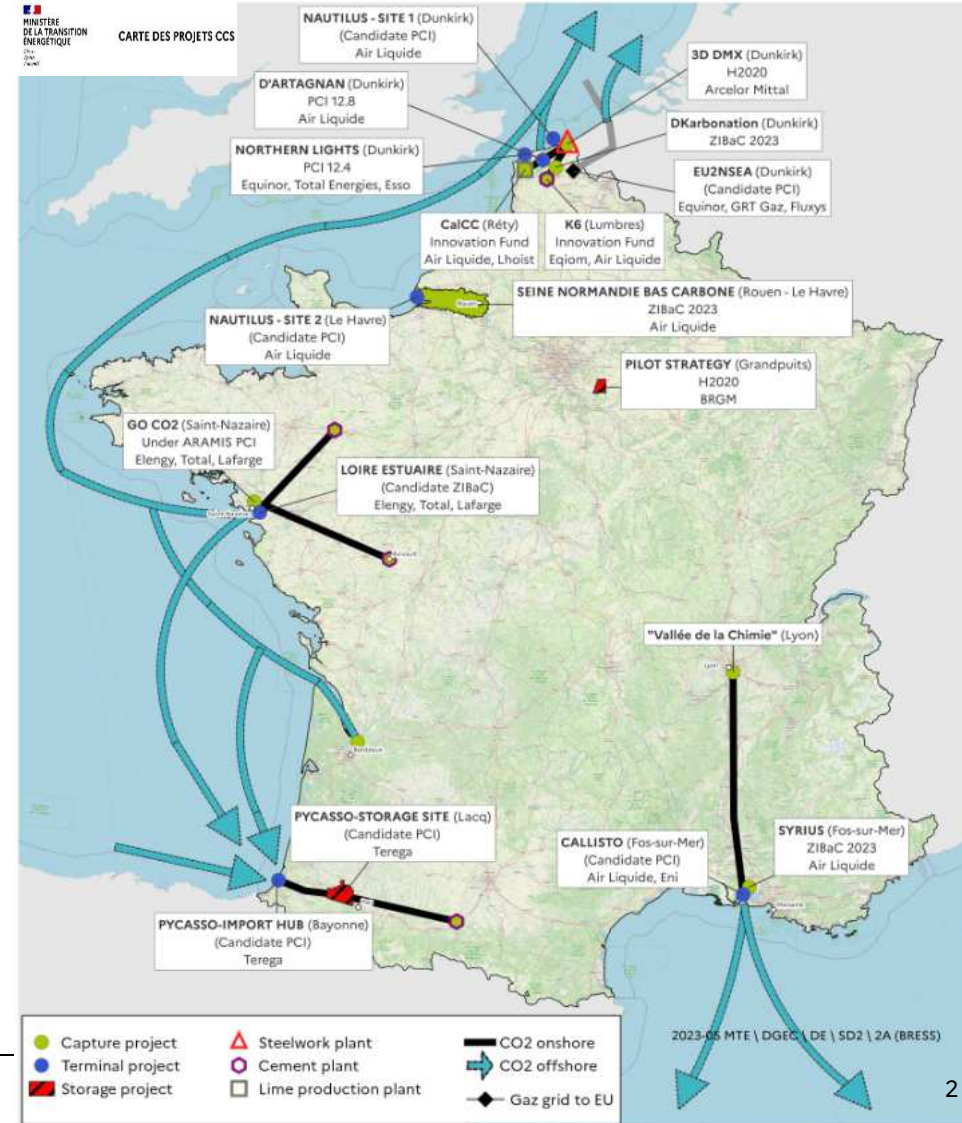 MINISTÈRE
DE LA TRANSITION
ÉNERGÉTIQUE
CARTE DES PROJETS CCS
NAUTILUS - SITE 1 (Dunkirk)
(Candidate PCI)
Air Liquide
3D DMX (Dunkirk)
H2020
Arcelor Mittal
D'ARTAGNAN (Dunkirk)
PCI 12.8
Air Liquide
DKarbonation (Dunkirk)
ZIBaC 2023
NORTHERN LIGHTS (Dunkirk)
PCI 12.4
Equinor, Total Energies, Esso
EU2NSEA (Dunkirk)
(Candidate PCI)
Equinor, GRT Gaz, Fluxys
CalCC (Réty)
Innovation Fund
Air Liquide, Lhoist
K6 (Lumbres)
Innovation Fund
Eqiom, Air Liquide
SEINE NORMANDIE BAS CARBONE (Rouen - Le Havre)
ZIBaC 2023
Air Liquide
Rouen
NAUTILUS - SITE 2 (Le Havre)
(Candidate PCI)
Air Liquide
PILOT STRATEGY (Grandpuits)
H2020
BRGM
GO CO2 (Saint-Nazaire)
Under ARAMIS PCI
Elengy, Total, Lafarge
LOIRE ESTUAIRE (Saint-Nazaire)
(Candidate ZIBaC)
Elengy, Total, Lafarge
Saint-Nazaire
"Vallée de la Chimie" (Lyon)
Lyon
Bordeaux
PYCASSO-STORAGE SITE (Lacq)
(Candidate PCI)
Terega
CALLISTO (Fos-sur-Mer)
(Candidate PCI)
Air Liquide, Eni
SYRIUS (Fos-sur-Mer)
ZIBaC 2023
Air Liquide
Marseille
PYCASSO-IMPORT HUB (Bayonne)
(Candidate PCI)
Terega
Capture project
Terminal project
Storage project
Steelwork plant
Cement plant
Lime production plant
CO2 onshore
CO2 offshore
Gaz grid to EU
2023-05 MTE \ DGEC \ DE \ SD2 \ 2A (BRESS)
2